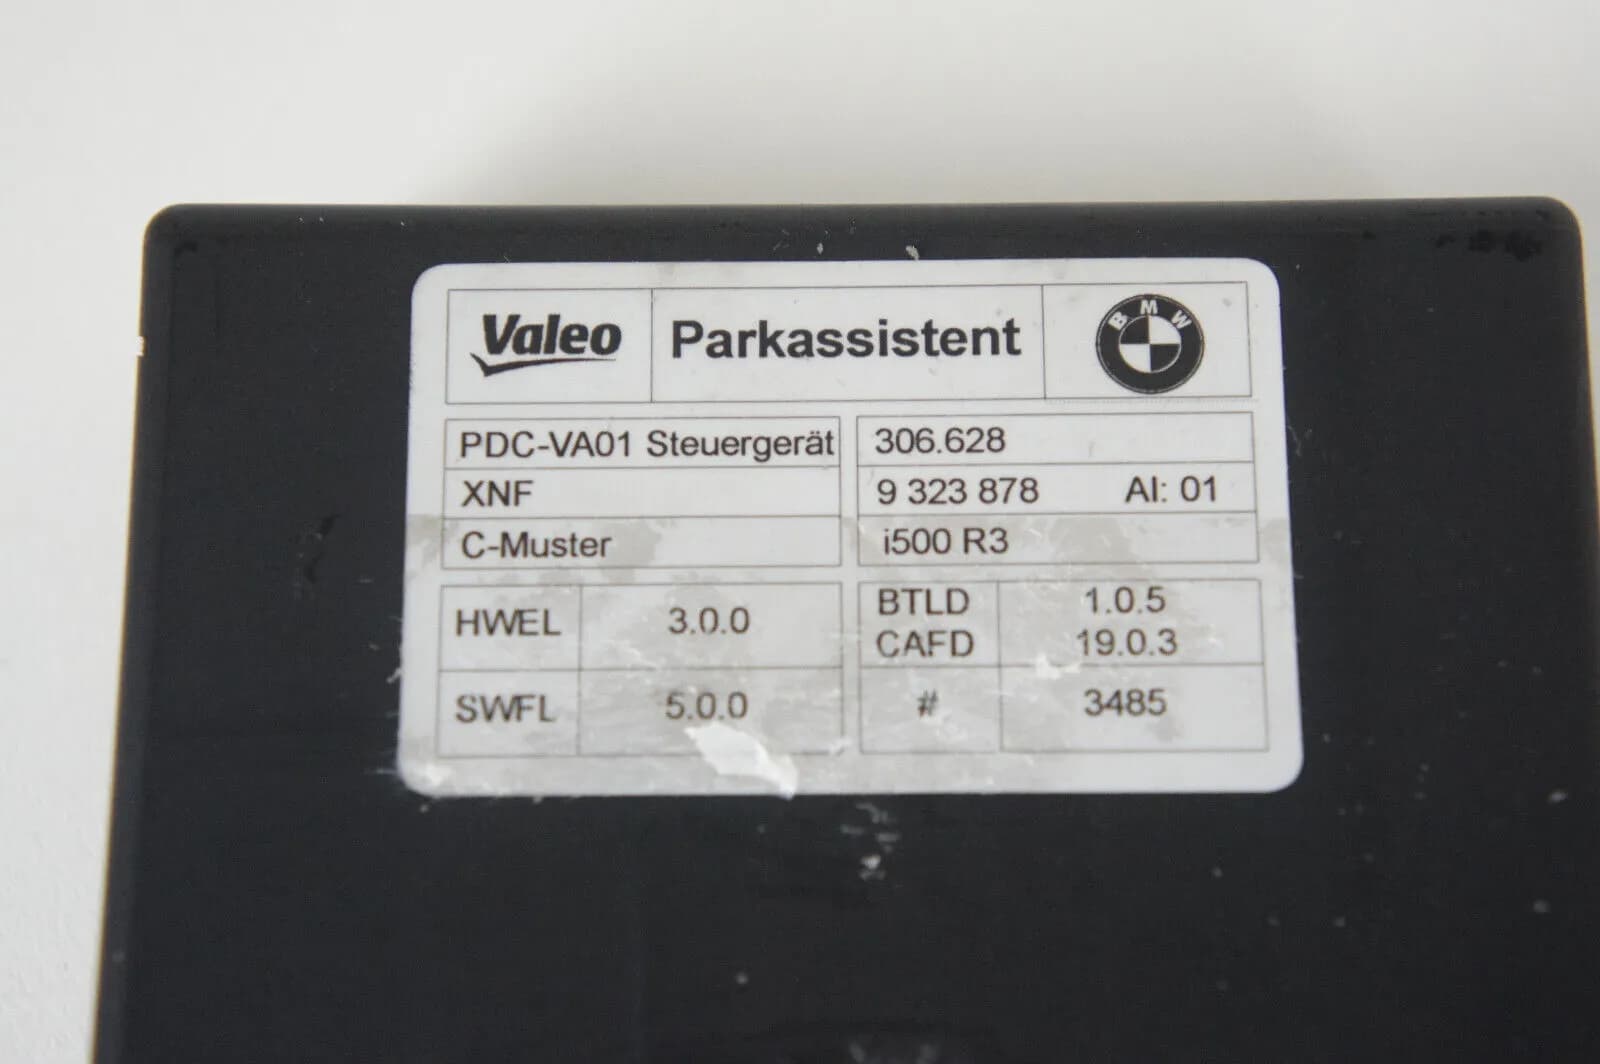 Valeo Parkassistent BMW
PDC-VA01 Steuergerät 306.628
XNF 9 323 878 AI: 01
C-Muster i500 R3
HWEL 3.0.0 BTLD 1.0.5
CAFD 19.0.3
SWFL 5.0.0 # 3485